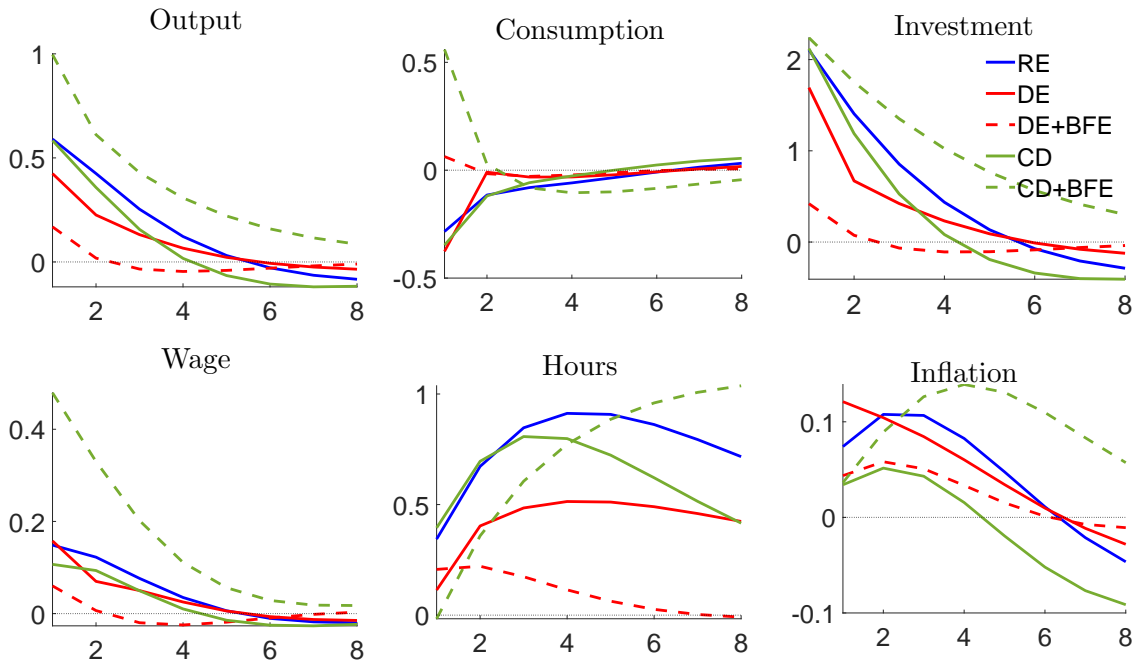 Output
Consumption
Investment
1
0.5
0
2 4 6 8
0.5
0
-0.5
2 4 6 8
2
1
0
2 4 6 8
RE
DE
DE+BFE
CD
CD+BFE
Wage
Hours
Inflation
0.4
0.2
0
2 4 6 8
1
0.5
0
2 4 6 8
0.1
0
-0.1
2 4 6 8